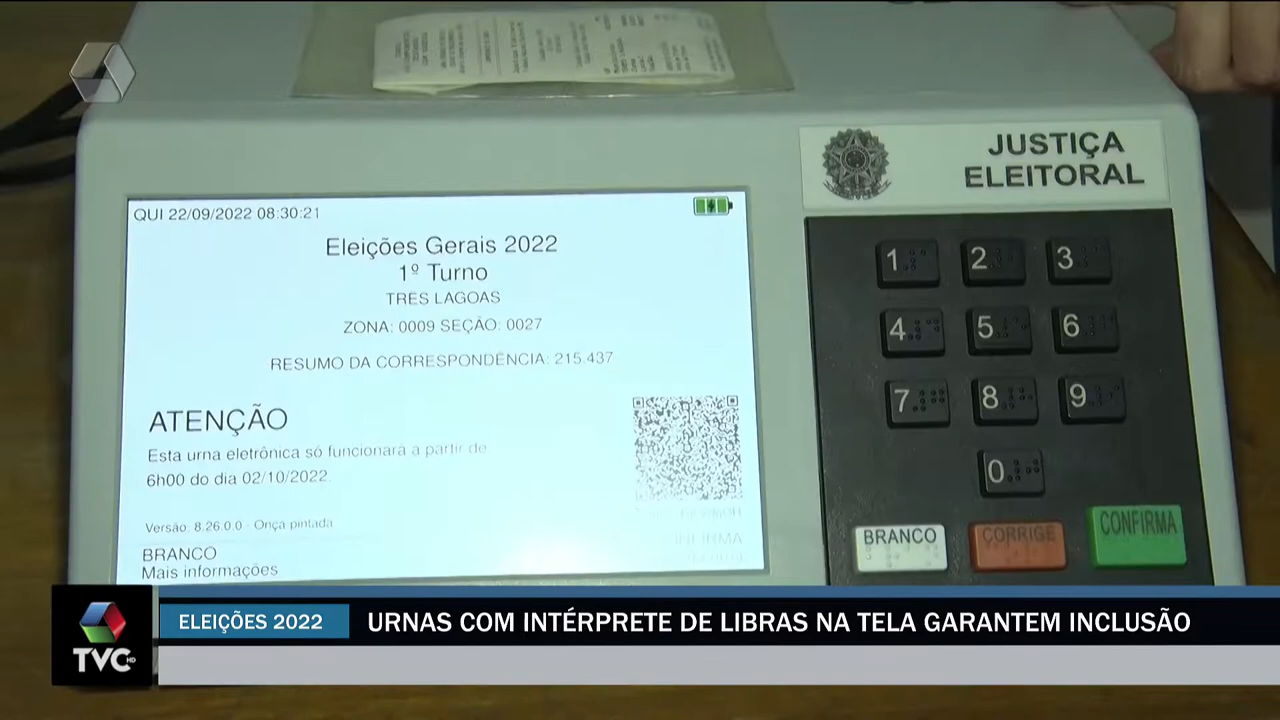 JUSTIÇA
ELEITORAL
QUI 22/09/2022 08:30:21
Eleições Gerais 2022
1º Turno
TRES LAGOAS
ZONA: 0009 SEÇÃO: 0027
RESUMO DA CORRESPONDÊNCIA: 215.437
ATENÇÃO
Esta urna eletrônica só funcionará a partir de
6h00 do dia 02/10/2022.
Versão: 8.26.0.0 - Onça pintada
CONFIRMA
BRANCO
Mais informações
1 2 3
4 5 6
7 8 9
0
BRANCO CORRIGE CONFIRMA
TVC HD
ELEIÇÕES 2022
URNAS COM INTÉRPRETE DE LIBRAS NA TELA GARANTEM INCLUSÃO